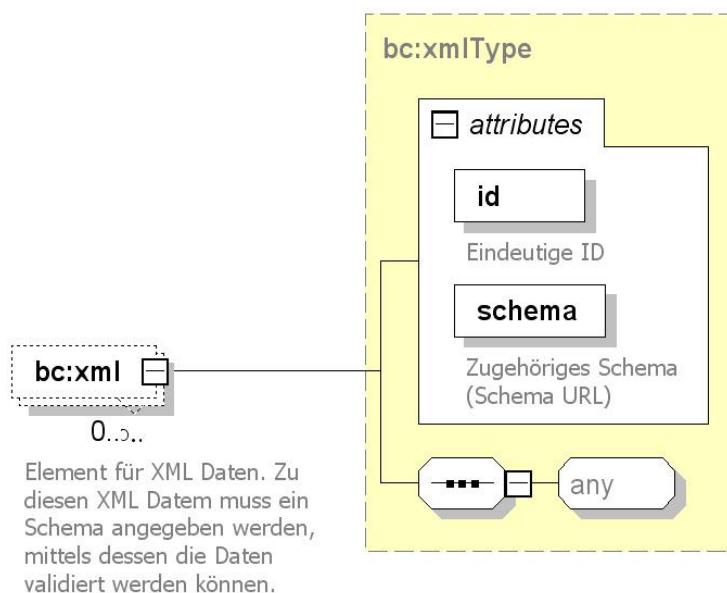 bc:xmlType
attributes
id
Eindeutige ID
schema
Zugehöriges Schema
(Schema URL)
bc:xml
any
Element für XML Daten. Zu
diesen XML Datem muss ein
Schema angegeben werden,
mittels dessen die Daten
validiert werden können.